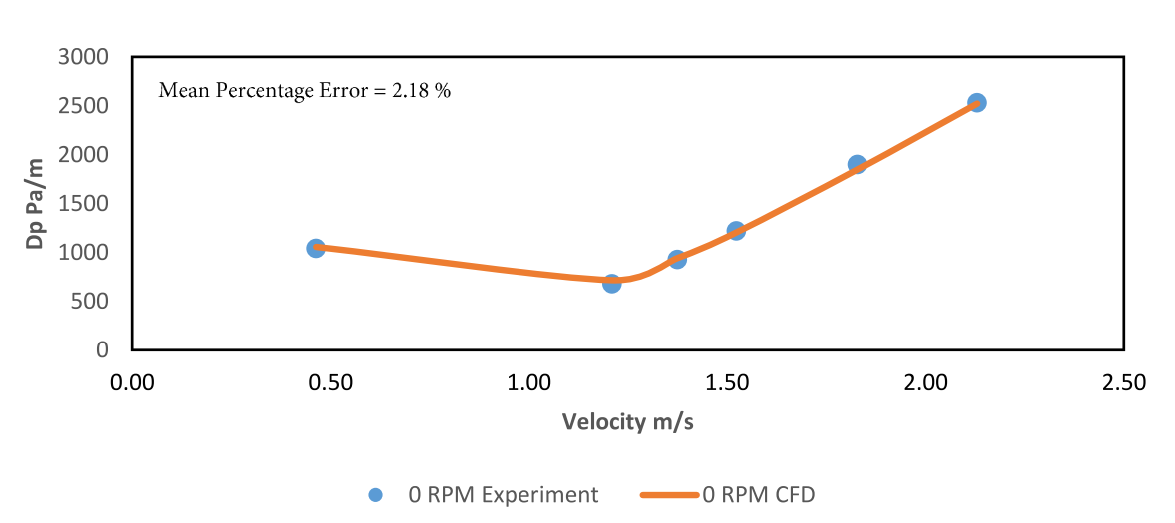 3000
Mean Percentage Error = 2.18 %
2500
2000
1500
1000
500
0
Dp Pa/m
0.00 0.50 1.00 1.50 2.00 2.50
Velocity m/s
0 RPM Experiment 0 RPM CFD